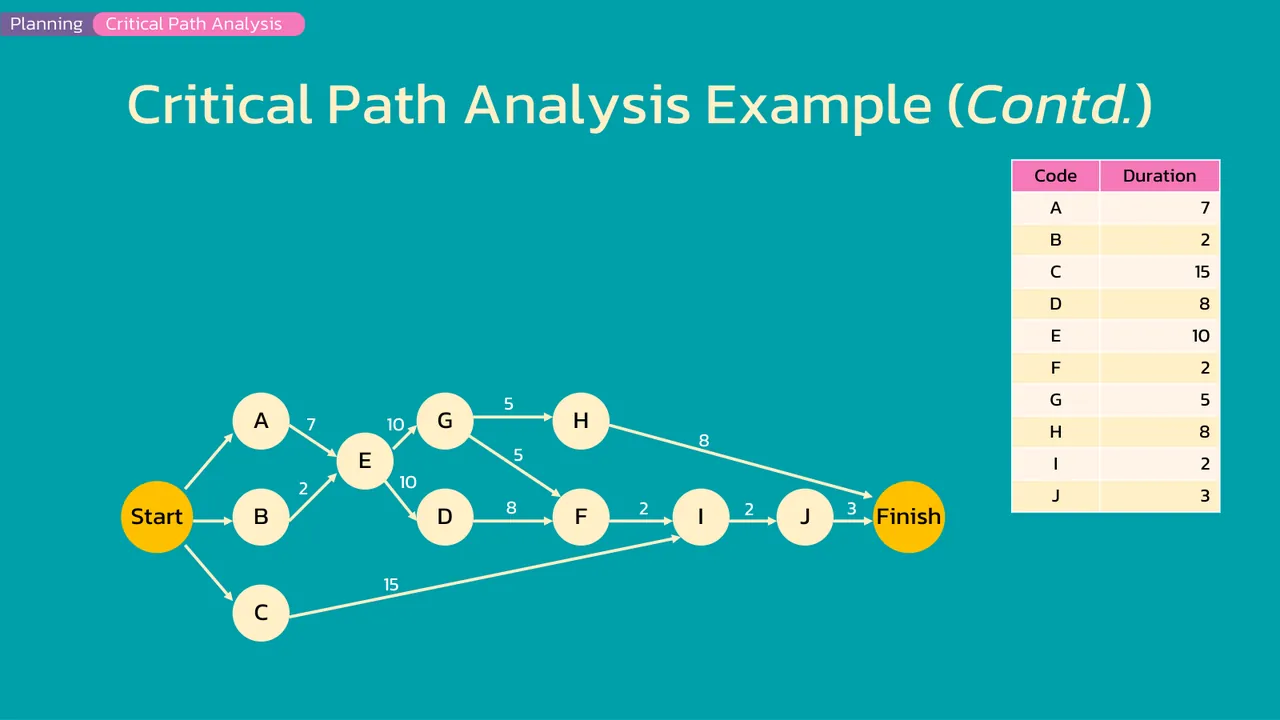 Planning Critical Path Analysis
Critical Path Analysis Example (Contd.)
Code Duration
A 7
B 2
C 15
D 8
E 10
F 2
G 5
H 8
I 2
J 3
A 7 E 10 G 5 H 8
5
Start 2 B 10 D 8 F 2 I 2 J 3 Finish
C 15